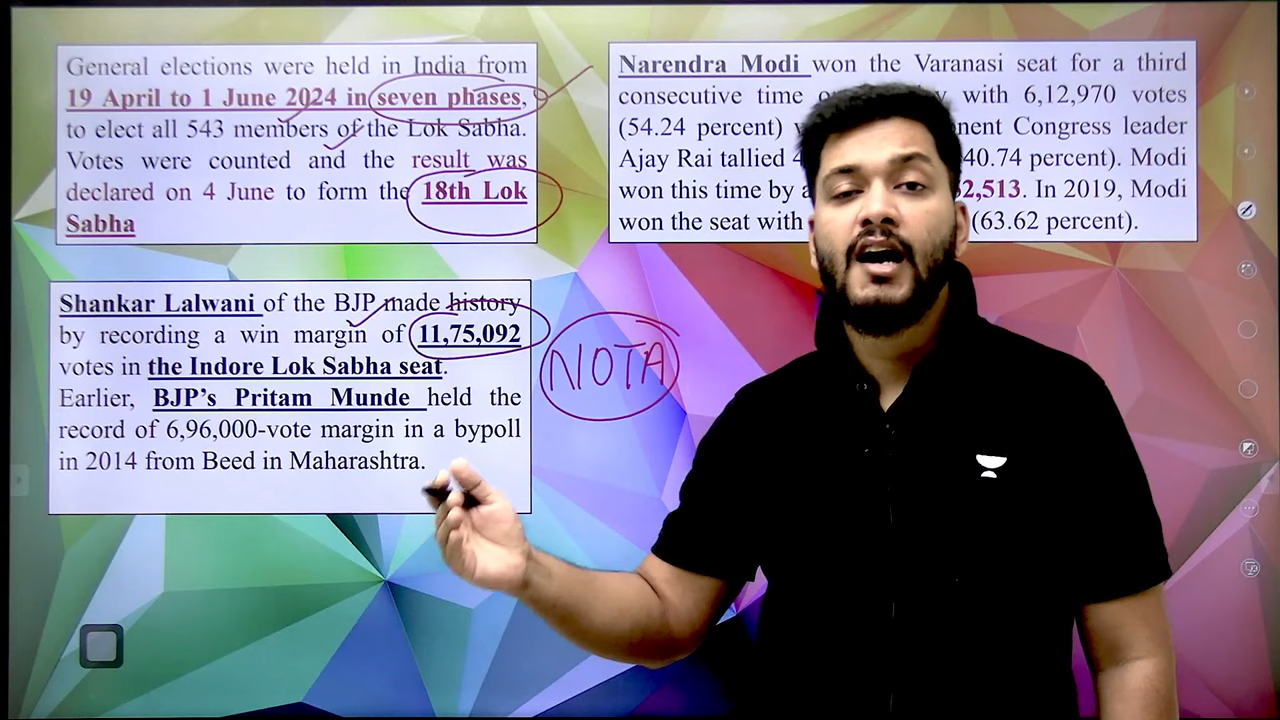 General elections were held in India from
19 April to 1 June 2024 in seven phases,
to elect all 543 members of the Lok Sabha.
Votes were counted and the result was
declared on 4 June to form the 18th Lok
Sabha
Narendra Modi won the Varanasi seat for a third
consecutive time with 6,12,970 votes
(54.24 percent) Congress leader
Ajay Rai tallied 40.74 percent). Modi
won this time by 2,513. In 2019, Modi
won the seat with (63.62 percent).
Shankar Lalwani of the BJP made history
by recording a win margin of 11,75,092
votes in the Indore Lok Sabha seat.
Earlier, BJP's Pritam Munde held the
record of 6,96,000-vote margin in a bypoll
in 2014 from Beed in Maharashtra.
NOTA